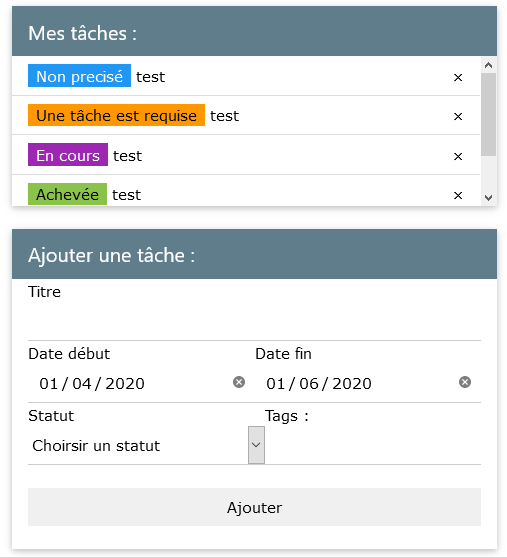 Mes tâches :
Non precisé test ×
Une tâche est requise test ×
En cours test ×
Achevée test ×
Ajouter une tâche :
Titre
Date début Date fin
01 / 04 / 2020 01 / 06 / 2020
Statut Tags :
Choirsir un statut
Ajouter